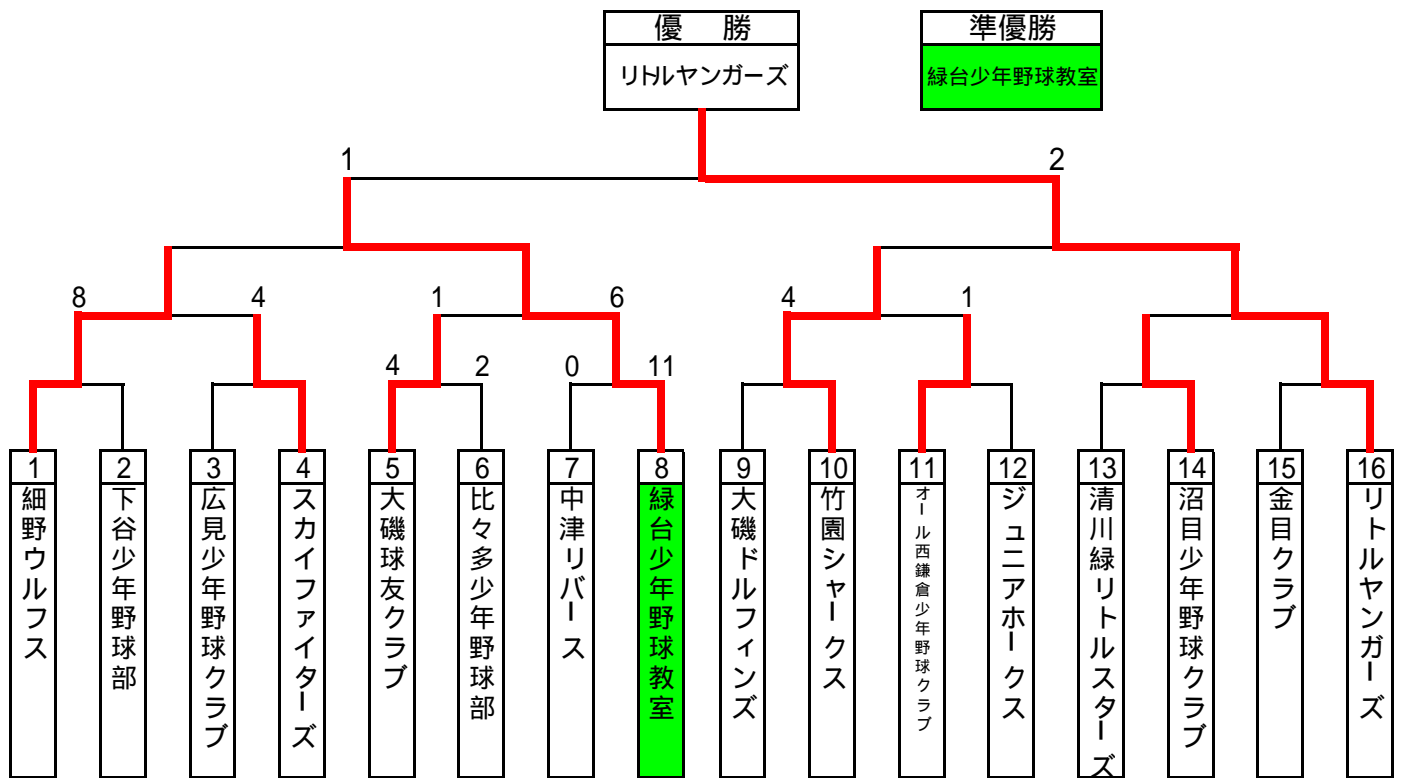 優　勝
リトルヤンガーズ
準優勝
緑台少年野球教室
1
2
8
4
1
6
4
1
4
2
0
11
1
細野ウルフス
2
下谷少年野球部
3
広見少年野球クラブ
4
スカイファイターズ
5
大磯球友クラブ
6
比々多少年野球部
7
中津リバース
8
緑台少年野球教室
9
大磯ドルフィンズ
10
竹園シャークス
11
オール西鎌倉少年野球クラブ
12
ジュニアホークス
13
清川緑リトルスターズ
14
沼目少年野球クラブ
15
金目クラブ
16
リトルヤンガーズ